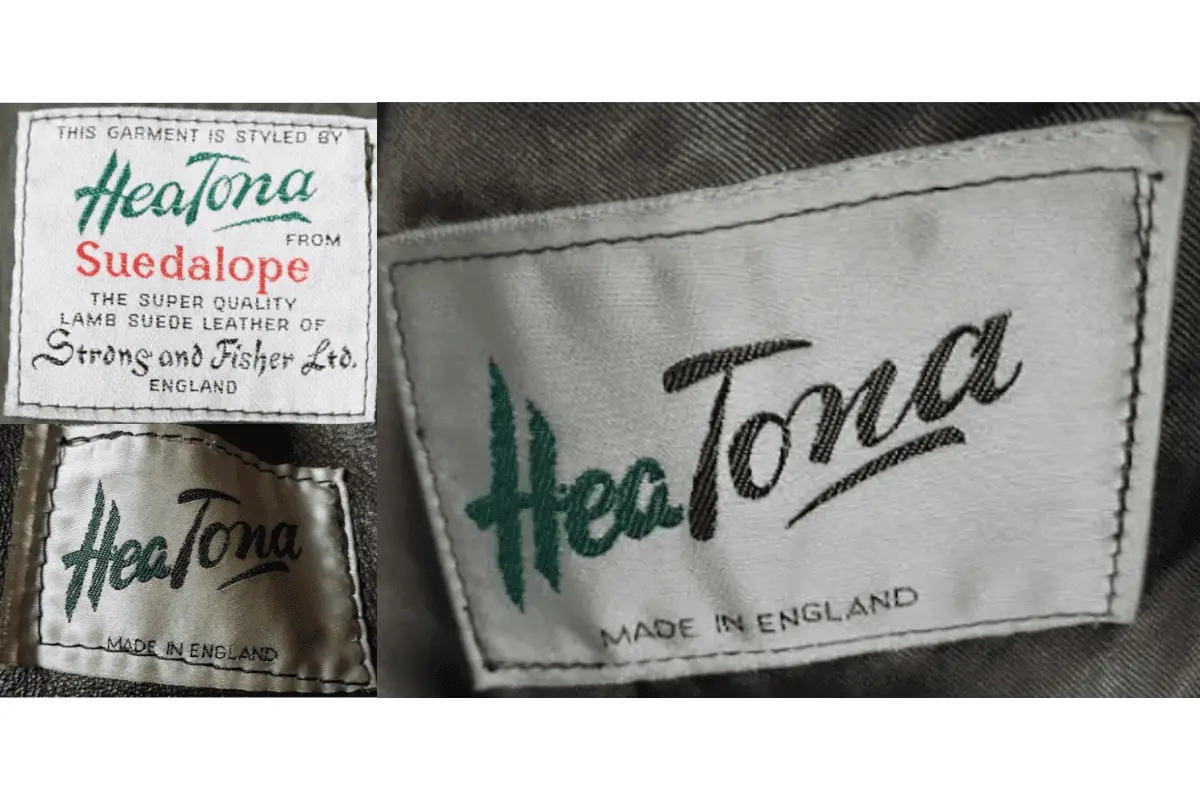 THIS GARMENT IS STYLED BY
HeaTona
FROM
Suedalope
THE SUPER QUALITY
LAMB SUEDE LEATHER OF
Strong and Fisher Ltd.
ENGLAND
HeaTona
MADE IN ENGLAND
HeaTona
MADE IN ENGLAND